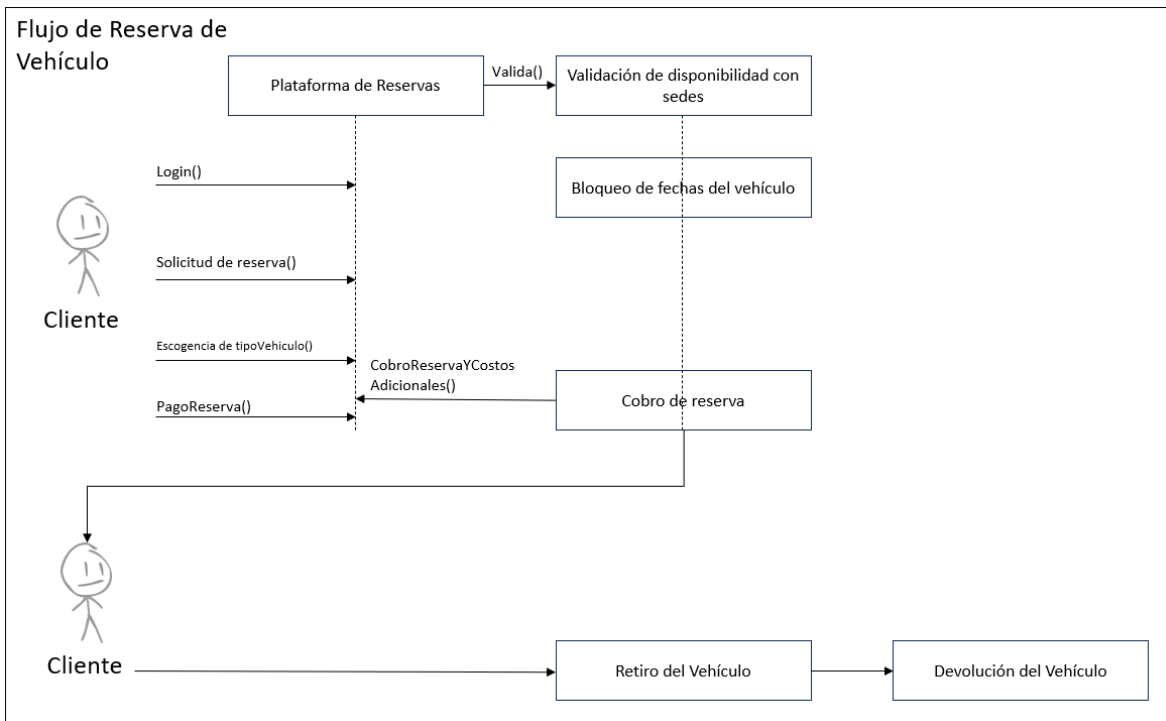 Flujo de Reserva de
Vehículo
Plataforma de Reservas
Valida()
Validación de disponibilidad con
sedes
Login()
Bloqueo de fechas del vehículo
Solicitud de reserva()
Cliente
Escogencia de tipoVehiculo()
CobroReservaYCostos
Adicionales()
PagoReserva()
Cobro de reserva
Cliente
Retiro del Vehículo
Devolución del Vehículo